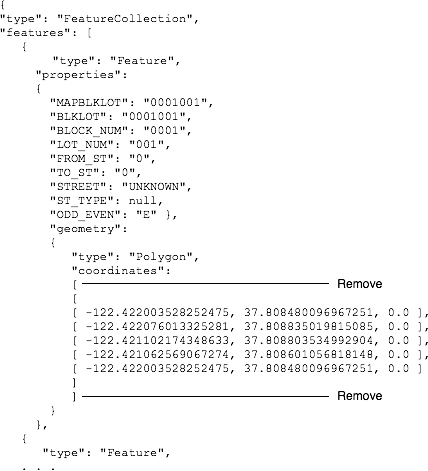 {
"type": "FeatureCollection",
"features": [
{
"type": "Feature",
"properties":
{
"MAPBLKLOT": "0001001",
"BLKLOT": "0001001",
"BLOCK_NUM": "0001",
"LOT_NUM": "001",
"FROM_ST": "0",
"TO_ST": "0",
"STREET": "UNKNOWN",
"ST_TYPE": null,
"ODD_EVEN": "E" },
"geometry":
{
"type": "Polygon",
"coordinates":
[ Remove
[
[ -122.422003528252475, 37.808480096967251, 0.0 ],
[ -122.422076013325281, 37.808835019815085, 0.0 ],
[ -122.421102174348633, 37.808803534992904, 0.0 ],
[ -122.421062569067274, 37.808601056818148, 0.0 ],
[ -122.422003528252475, 37.808480096967251, 0.0 ]
]
] Remove
}
},
{
"type": "Feature",
. . .